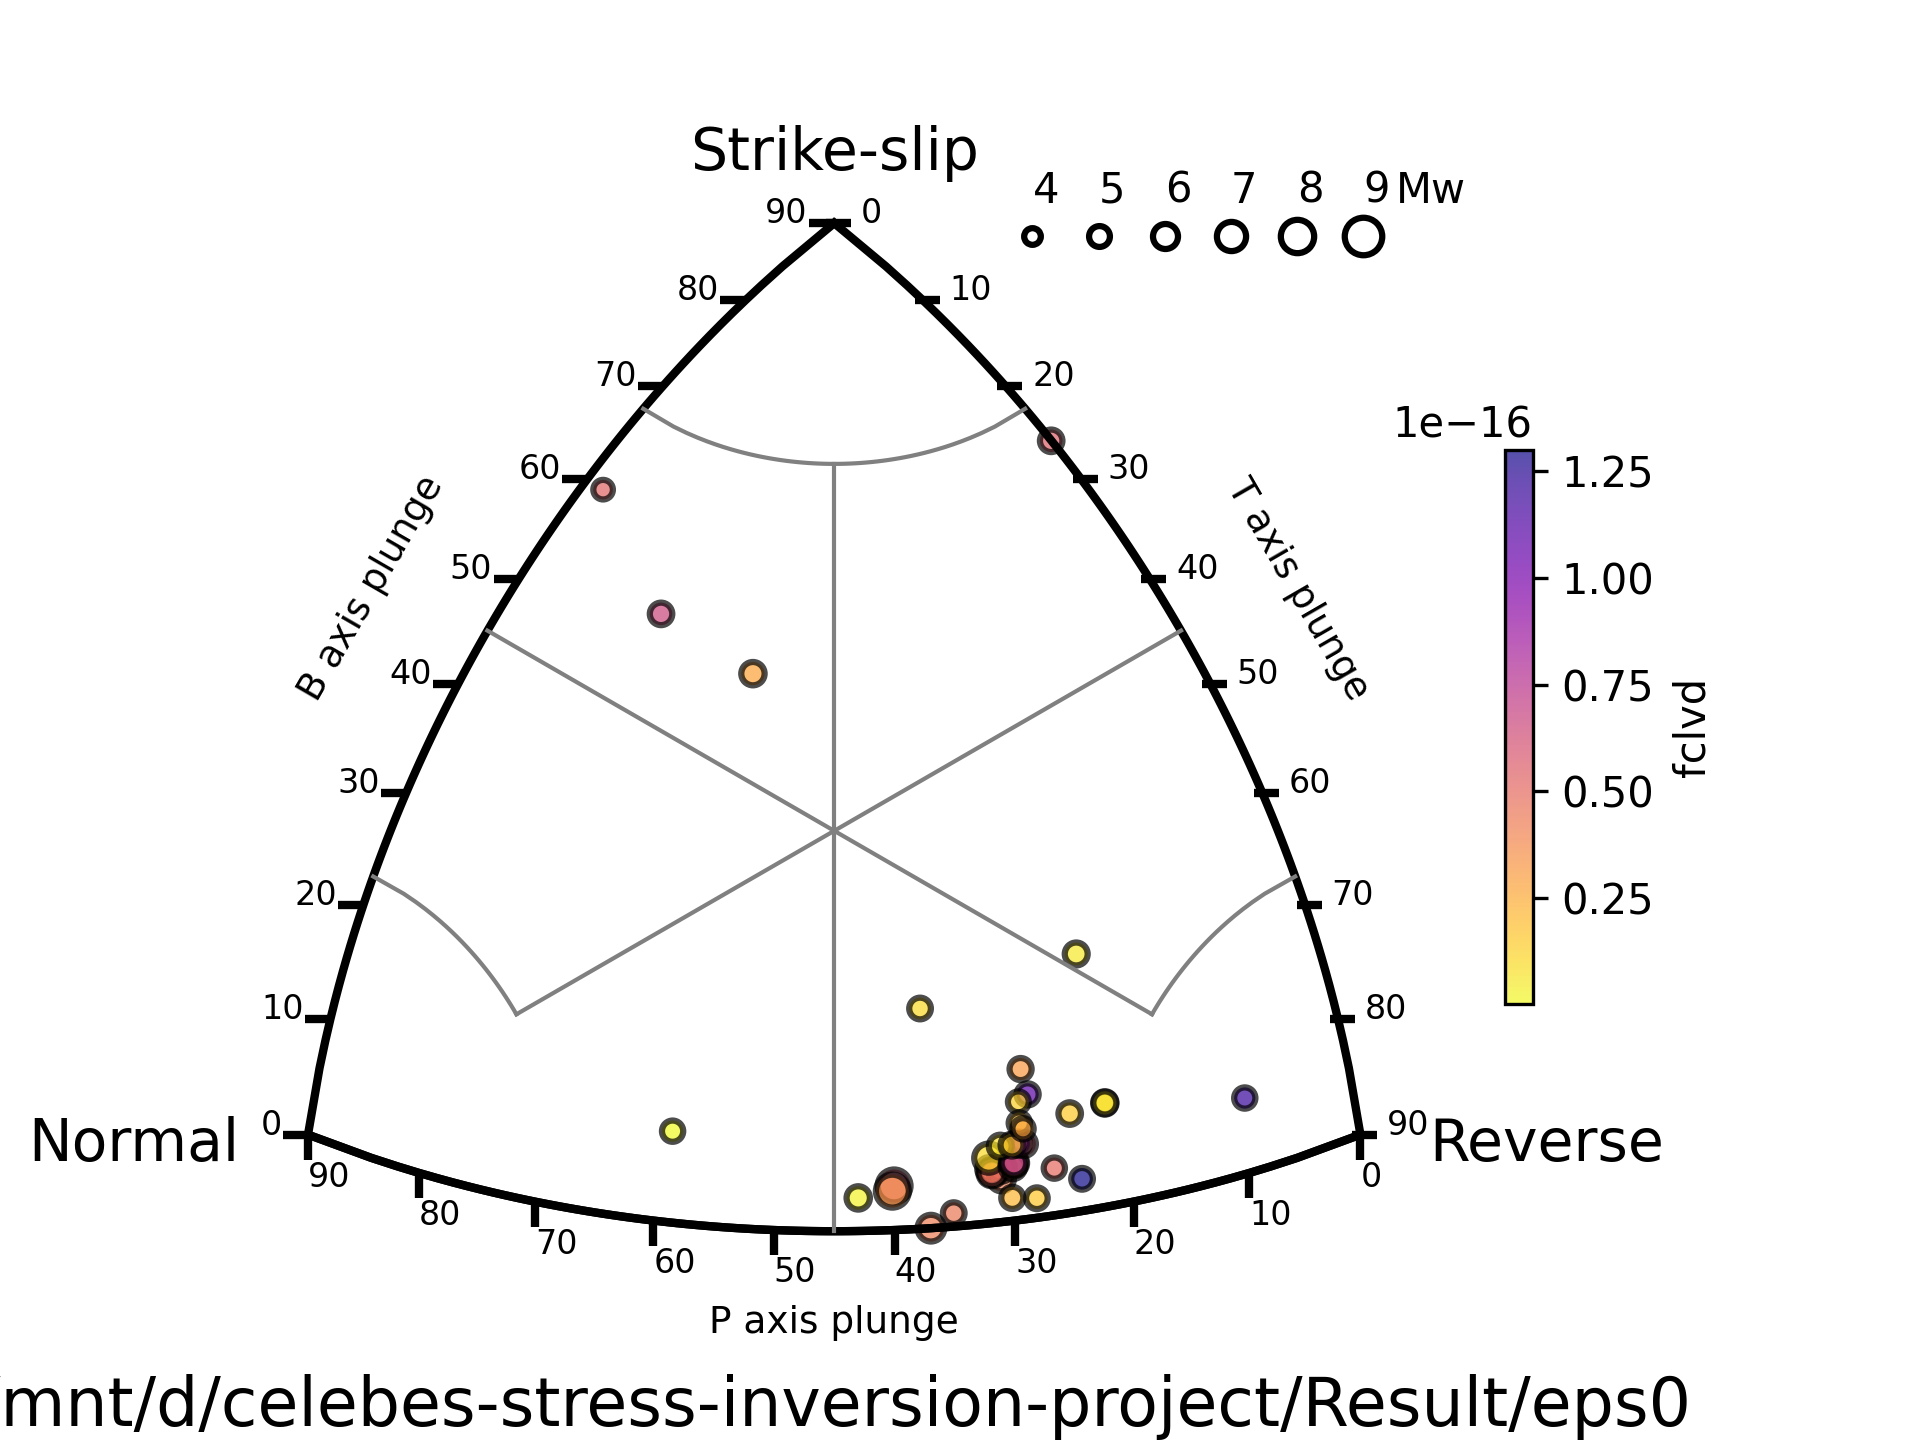 Strike-slip
4 5 6 7 8 9 Mw
90 0
80 10
70 20
1e−16
60 30
1.25
50 40
1.00
B axis plunge
T axis plunge
40 50
0.75
fclvd
30 60
0.50
20 70
0.25
10 80
Normal 0 90 Reverse
90 80 70 60 50 40 30 20 10 0
P axis plunge
mnt/d/celebes-stress-inversion-project/Result/eps0